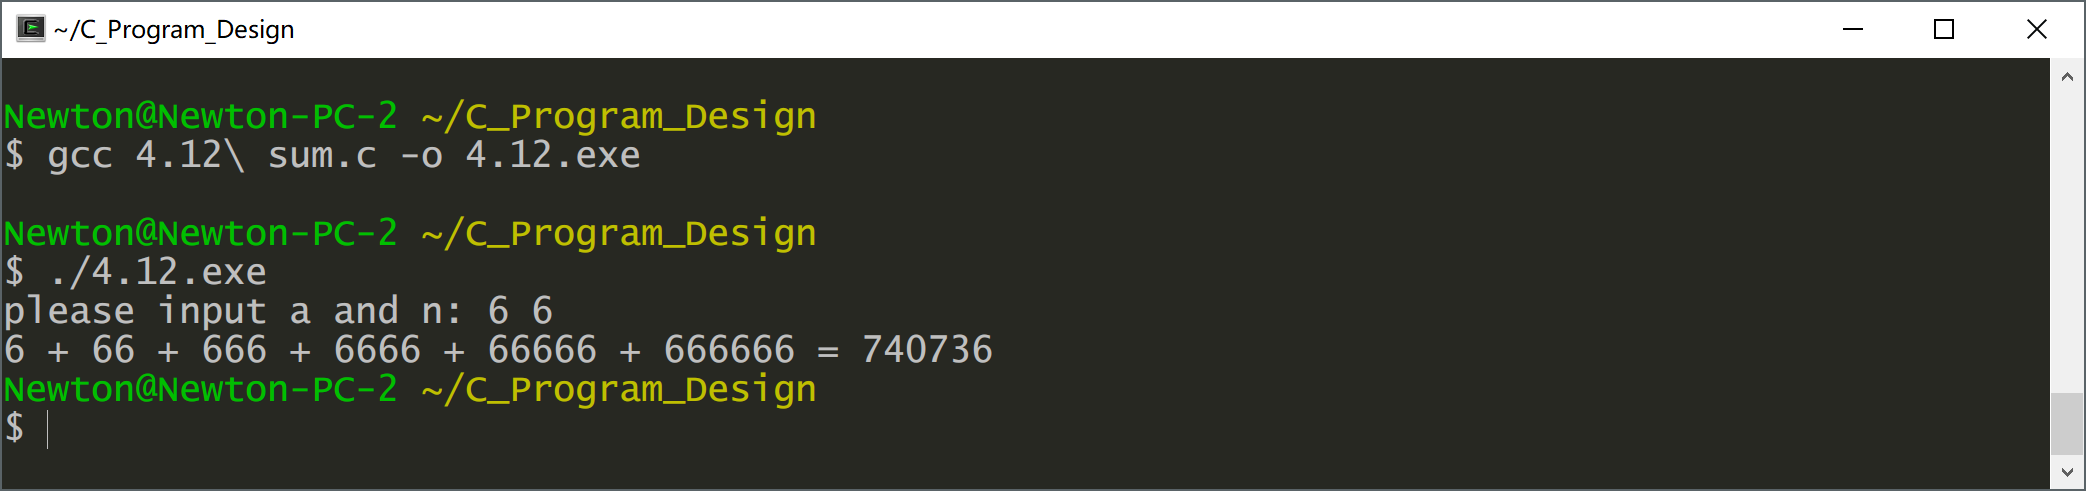 ~/C_Program_Design
Newton@Newton-PC-2 ~/C_Program_Design
$ gcc 4.12\ sum.c -o 4.12.exe
Newton@Newton-PC-2 ~/C_Program_Design
$ ./4.12.exe
please input a and n: 6 6
6 + 66 + 666 + 6666 + 66666 + 666666 = 740736
Newton@Newton-PC-2 ~/C_Program_Design
$